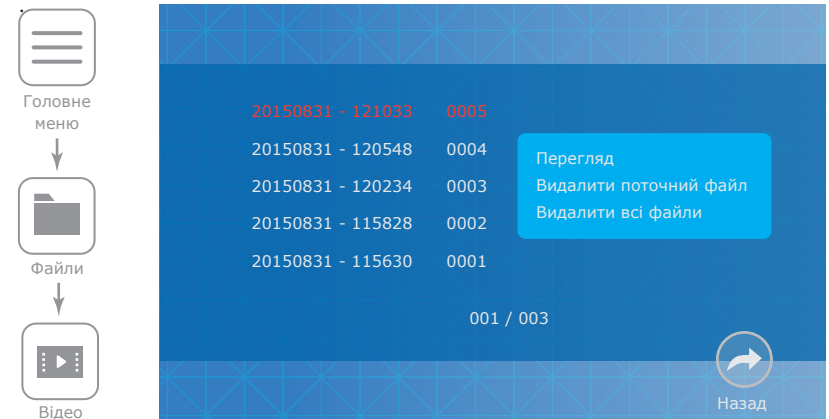 Головне
меню
Файли
Відео
20150831 - 121033 0005
20150831 - 120548 0004
20150831 - 120234 0003
20150831 - 115828 0002
20150831 - 115630 0001
Перегляд
Видалити поточний файл
Видалити всі файли
001 / 003
Назад